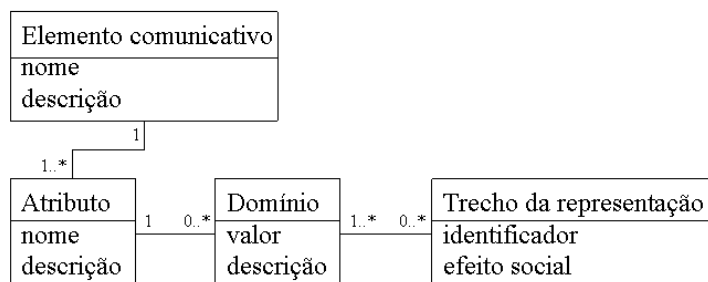 Elemento comunicativo
nome
descrição
1
1..*
Atributo
nome
descrição
1
0..*
Domínio
valor
descrição
1..*
0..*
Trecho da representação
identificador
efeito social